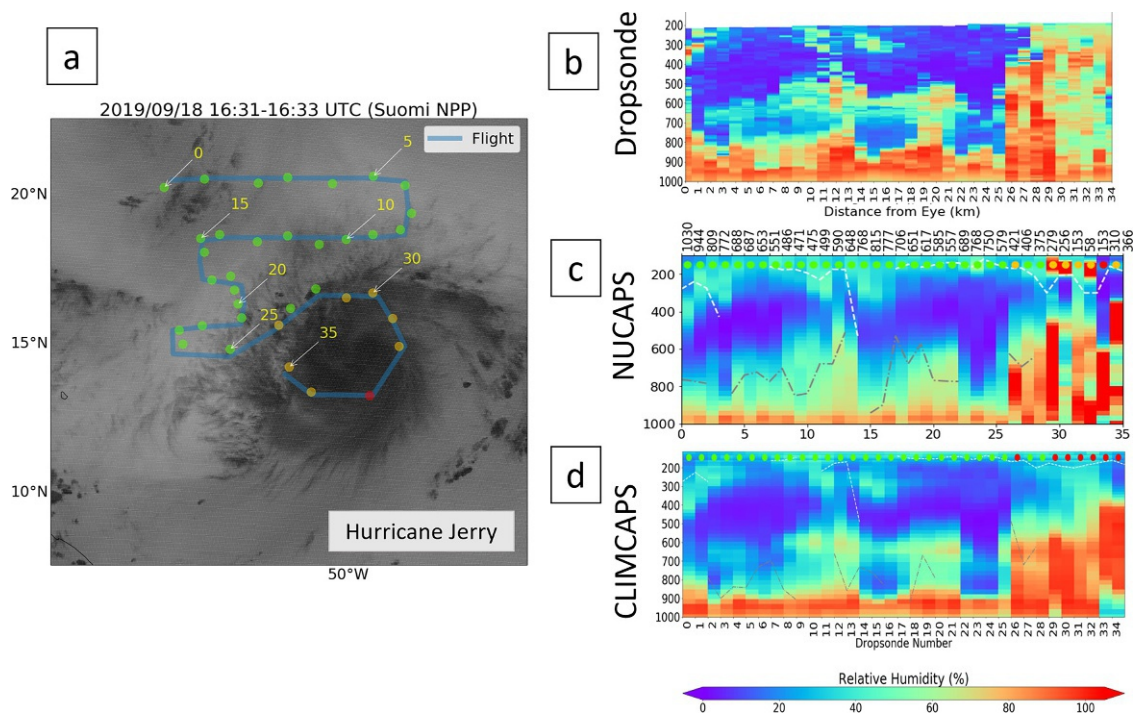 a
2019/09/18 16:31-16:33 UTC (Suomi NPP)
Flight
0
5
15
10
20
30
25
35
20°N
15°N
10°N
50°W
Hurricane Jerry
b
Dropsonde
200
300
400
500
600
700
800
900
1000
0 1 2 3 4 5 6 7 8 9 10 11 12 13 14 15 16 17 18 19 20 21 22 23 24 25 26 27 28 29 30 31 32 33 34
Distance from Eye (km)
1030 944 809 772 688 687 653 551 486 471 475 499 590 648 768 815 777 706 651 617 585 557 689 768 750 579 421 406 375 279 256 153 58 153 310 366
c
NUCAPS
200
400
600
800
1000
0 5 10 15 20 25 30 35
d
CLIMCAPS
200
300
400
500
600
700
800
900
1000
0 1 2 3 4 5 6 7 8 9 10 11 12 13 14 15 16 17 18 19 20 21 22 23 24 25 26 27 28 29 30 31 32 33 34
Dropsonde Number
Relative Humidity (%)
0 20 40 60 80 100